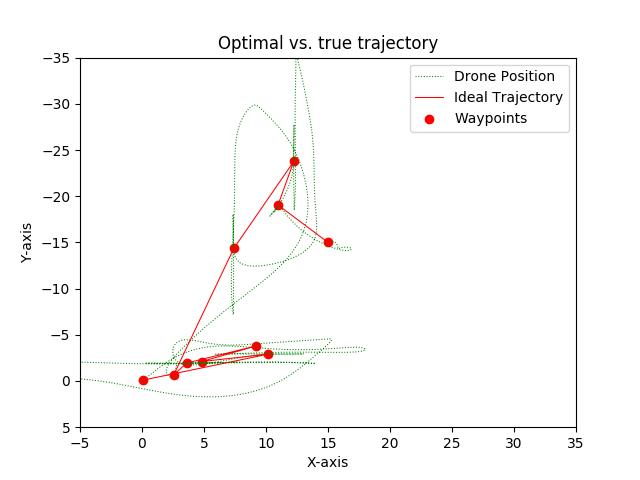 Optimal vs. true trajectory
Drone Position
Ideal Trajectory
Waypoints
Y-axis
−35
−30
−25
−20
−15
−10
−5
0
5
−5 0 5 10 15 20 25 30 35
X-axis